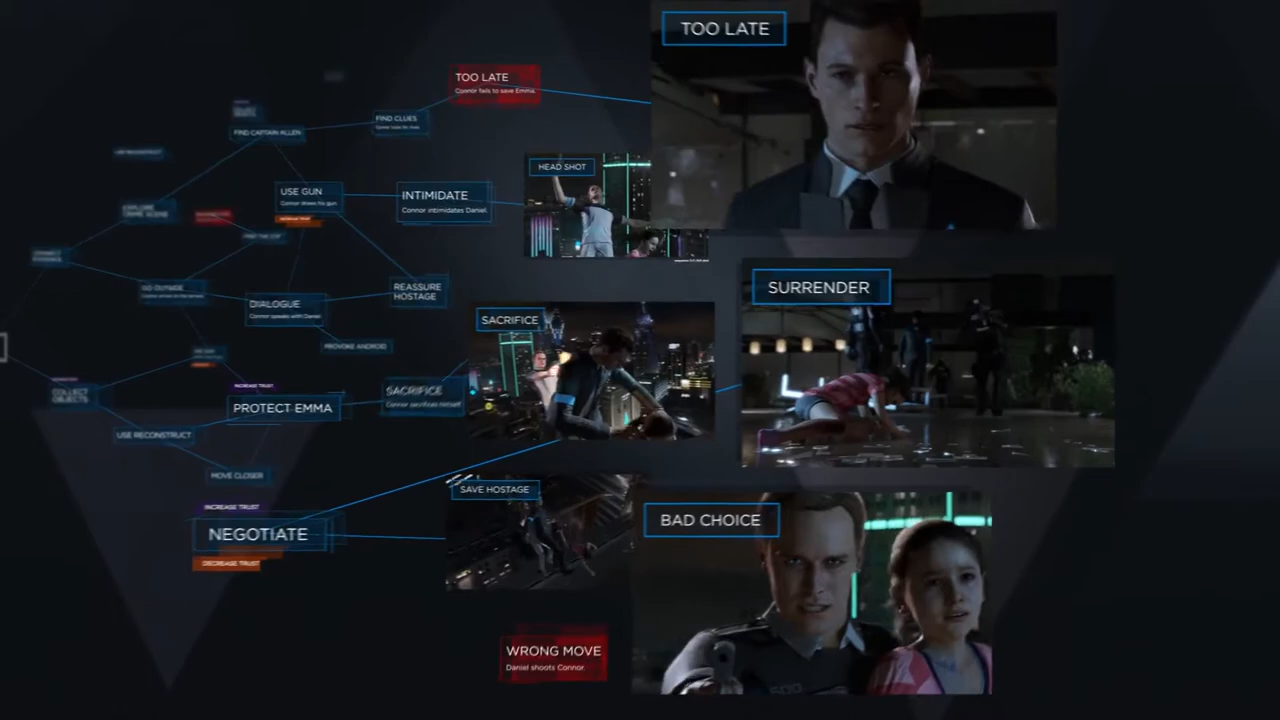 TOO LATE
TOO LATE
Connor fails to save Emma.
FIND CLUES
FIND CAPTAIN ALLEN
HEAD SHOT
USE GUN
Connor draws his gun
INTIMIDATE
Connor intimidates Daniel.
EXPLORE
CRIME SCENE
GO OUTSIDE
REASSURE
HOSTAGE
SURRENDER
DIALOGUE
Connor speaks with Daniel
SACRIFICE
PROVOKE ANDROID
INCREASE TRUST
COLLECT
OBJECTS
SACRIFICE
Connor sacrifices himself
PROTECT EMMA
USE RECONSTRUCT
MOVE CLOSER
SAVE HOSTAGE
INCREASE TRUST
NEGOTIATE
BAD CHOICE
DECREASE TRUST
WRONG MOVE
Daniel shoots Connor.